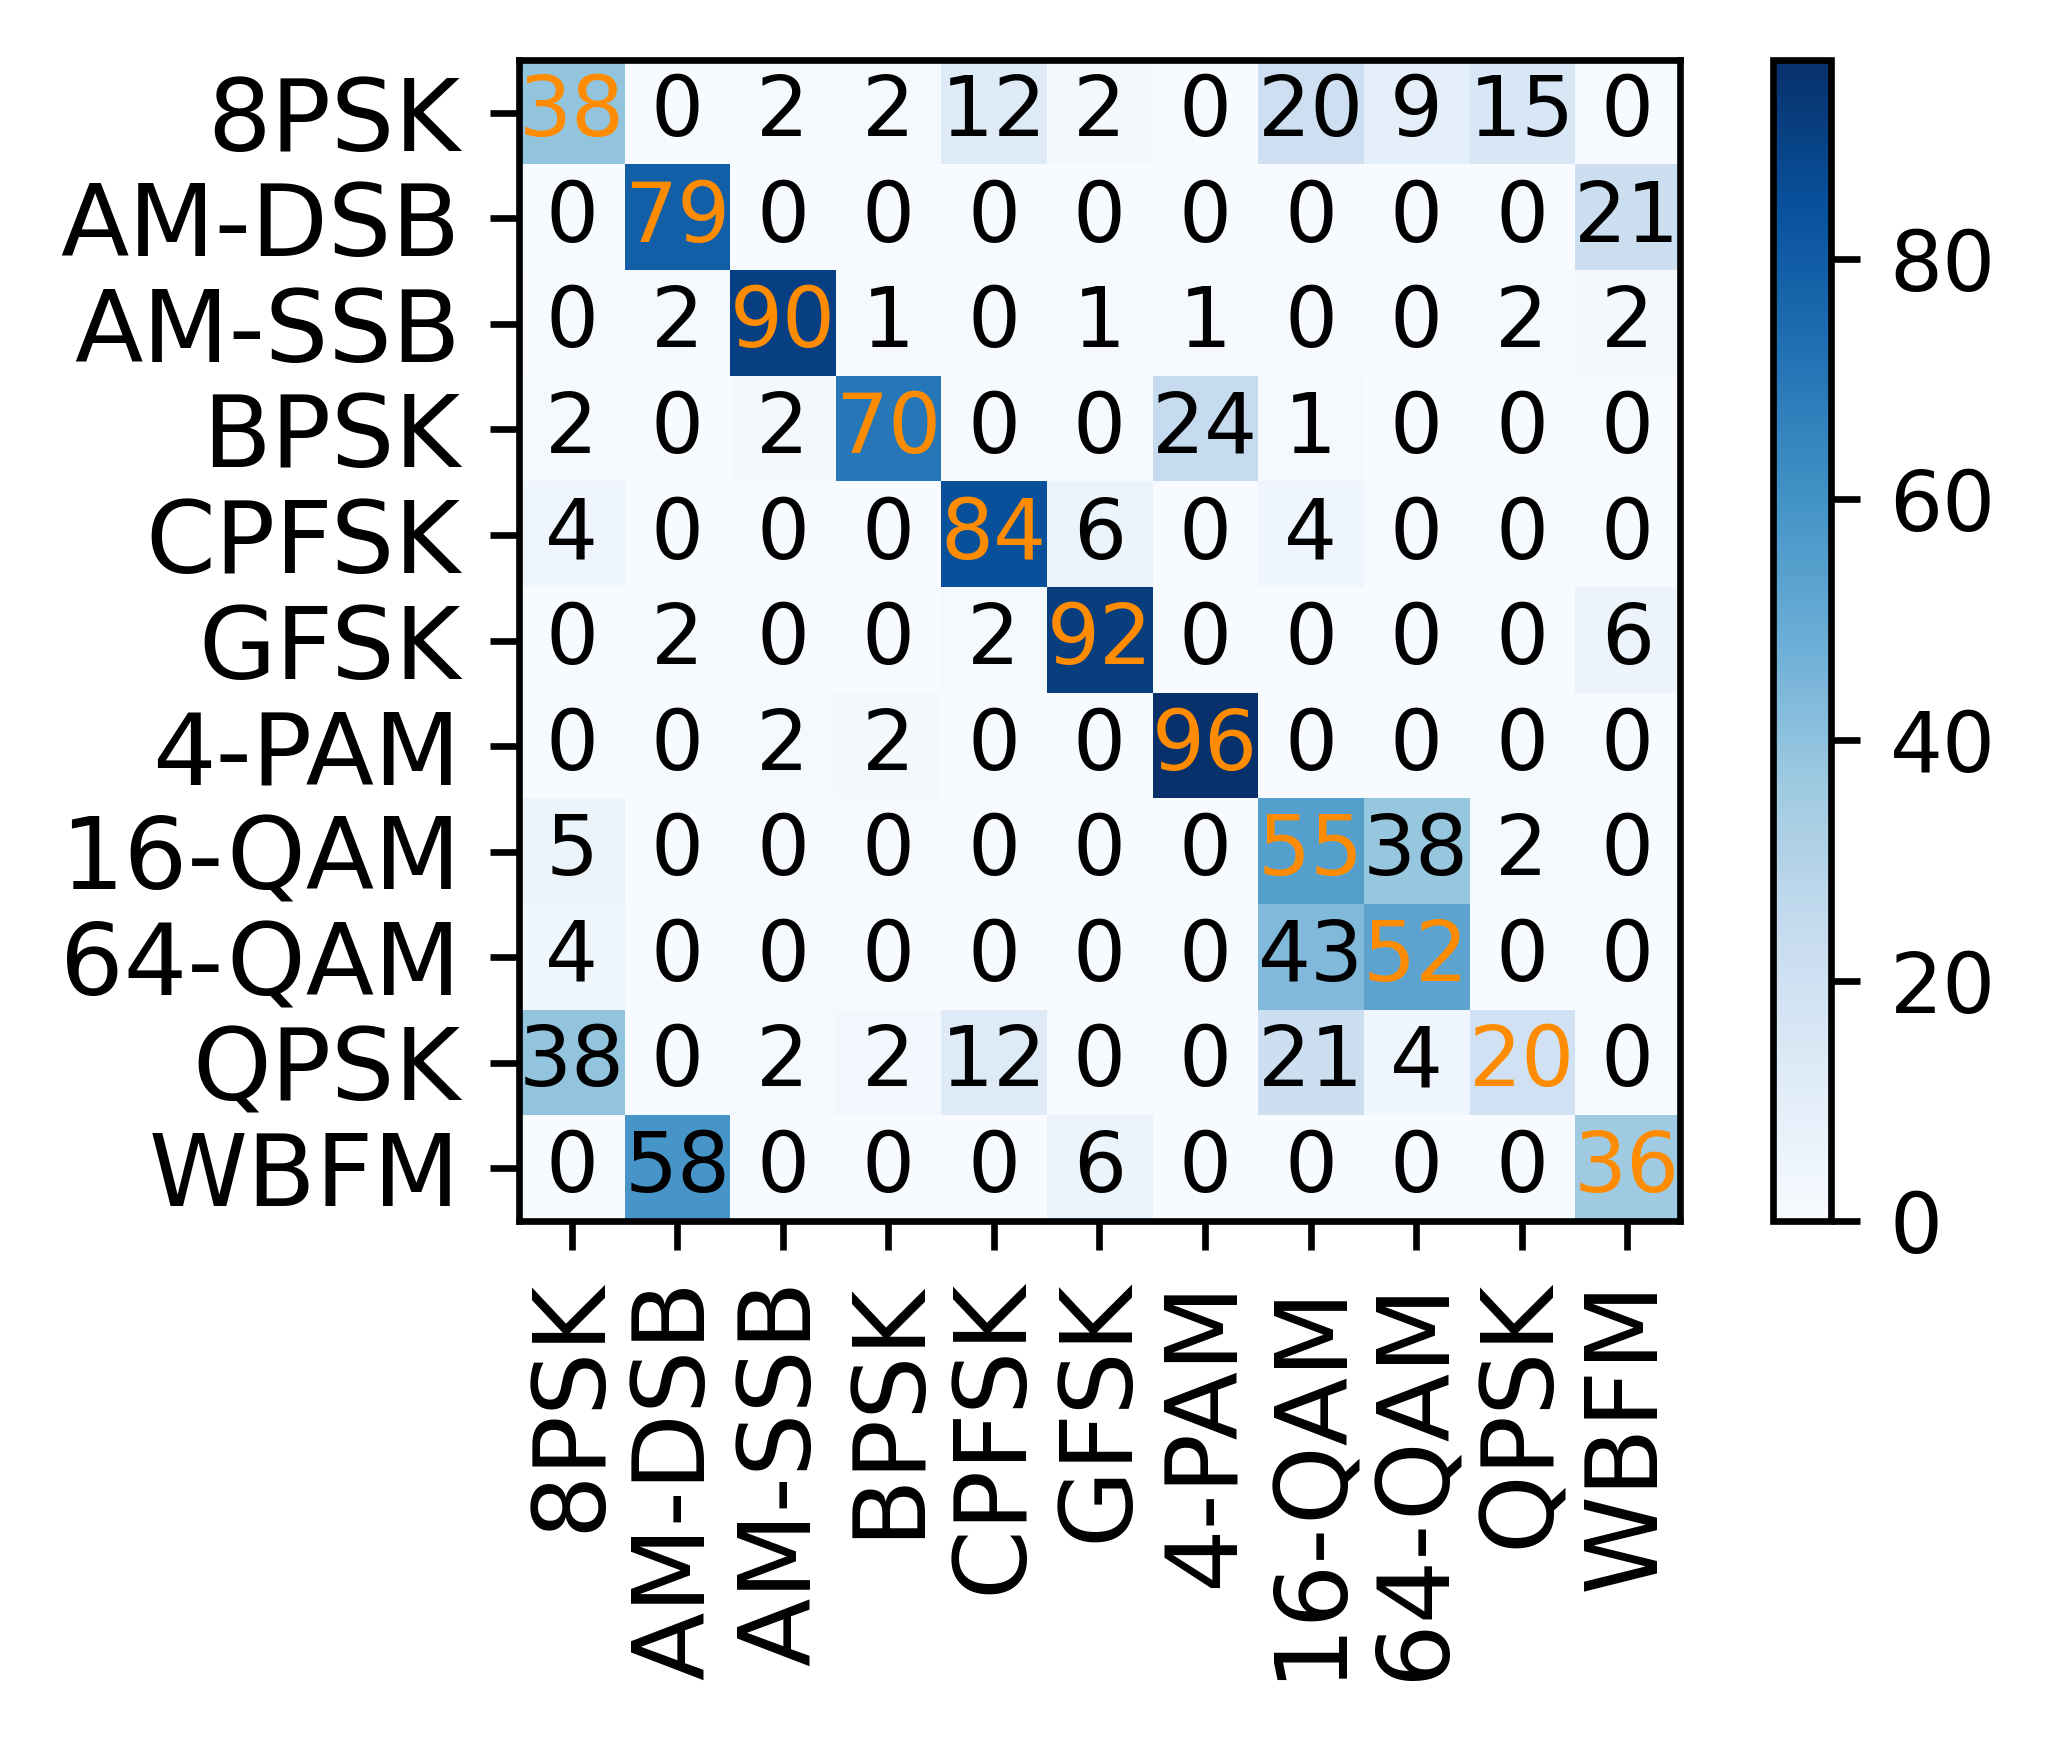 8PSK 38 0 2 2 12 2 0 20 9 15 0
AM-DSB 0 79 0 0 0 0 0 0 0 0 21
80
AM-SSB 0 2 90 1 0 1 1 0 0 2 2
BPSK 2 0 2 70 0 0 24 1 0 0 0
60
CPFSK 4 0 0 0 84 6 0 4 0 0 0
GFSK 0 2 0 0 2 92 0 0 0 0 6
40
4-PAM 0 0 2 2 0 0 96 0 0 0 0
16-QAM 5 0 0 0 0 0 0 55 38 2 0
64-QAM 4 0 0 0 0 0 0 43 52 0 0
20
QPSK 38 0 2 2 12 0 0 21 4 20 0
WBFM 0 58 0 0 0 6 0 0 0 0 36
0
8PSK
AM-DSB
AM-SSB
BPSK
CPFSK
GFSK
4-PAM
16-QAM
64-QAM
QPSK
WBFM